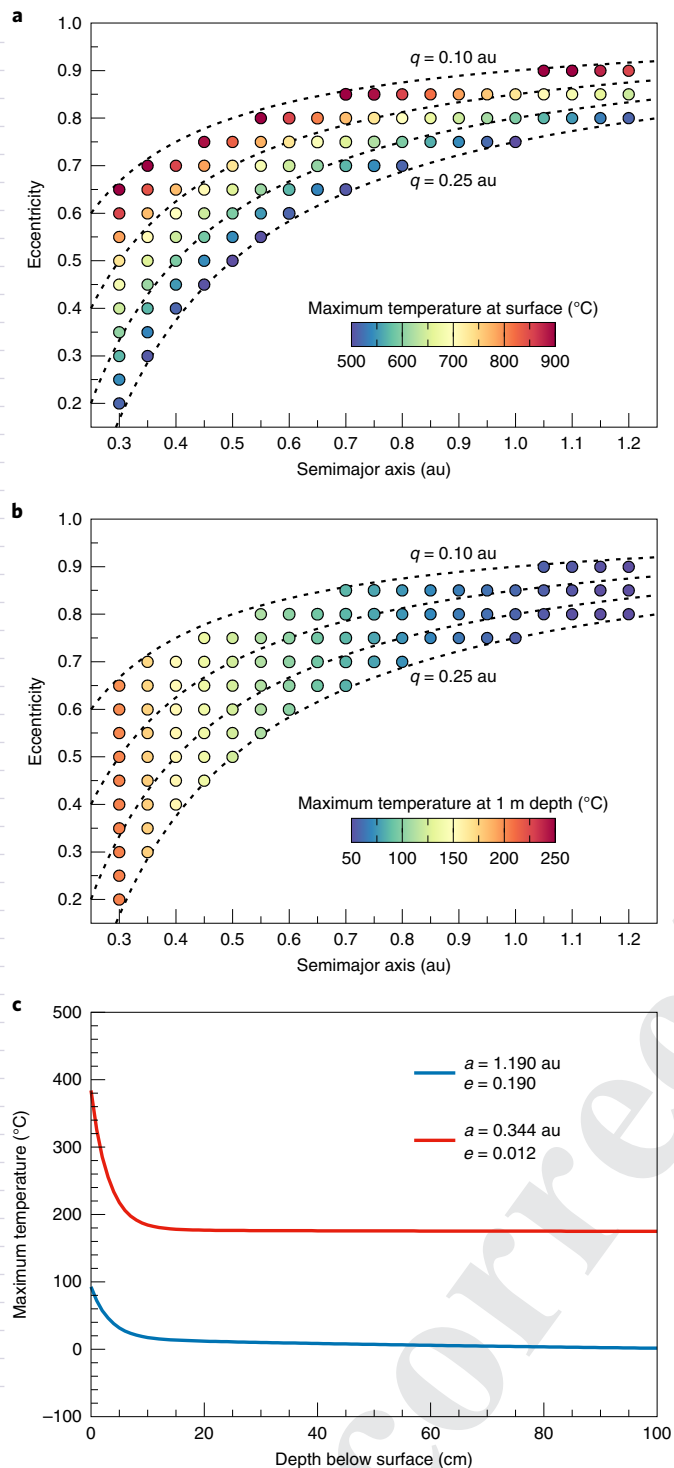 a
1.0
0.9
0.8
0.7
0.6
0.5
0.4
0.3
0.2
Eccentricity
q = 0.10 au
q = 0.25 au
Maximum temperature at surface (°C)
500 600 700 800 900
0.3 0.4 0.5 0.6 0.7 0.8 0.9 1.0 1.1 1.2
Semimajor axis (au)
b
1.0
0.9
0.8
0.7
0.6
0.5
0.4
0.3
0.2
Eccentricity
q = 0.10 au
q = 0.25 au
Maximum temperature at 1 m depth (°C)
50 100 150 200 250
0.3 0.4 0.5 0.6 0.7 0.8 0.9 1.0 1.1 1.2
Semimajor axis (au)
c
500
400
300
200
100
0
–100
Maximum temperature (°C)
a = 1.190 au
e = 0.190
a = 0.344 au
e = 0.012
0 20 40 60 80 100
Depth below surface (cm)
correc